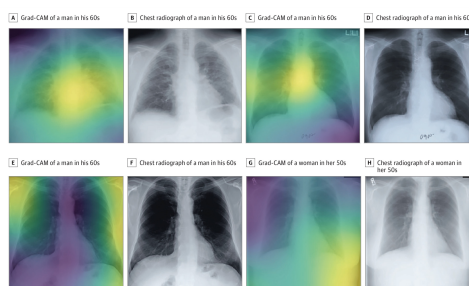 A Grad-CAM of a man in his 60s
B Chest radiograph of a man in his 60s
C Grad-CAM of a man in his 60s
D Chest radiograph of a man in his 60
E Grad-CAM of a man in his 60s
F Chest radiograph of a man in his 60s
G Grad-CAM of a woman in her 50s
H Chest radiograph of a woman in
her 50s